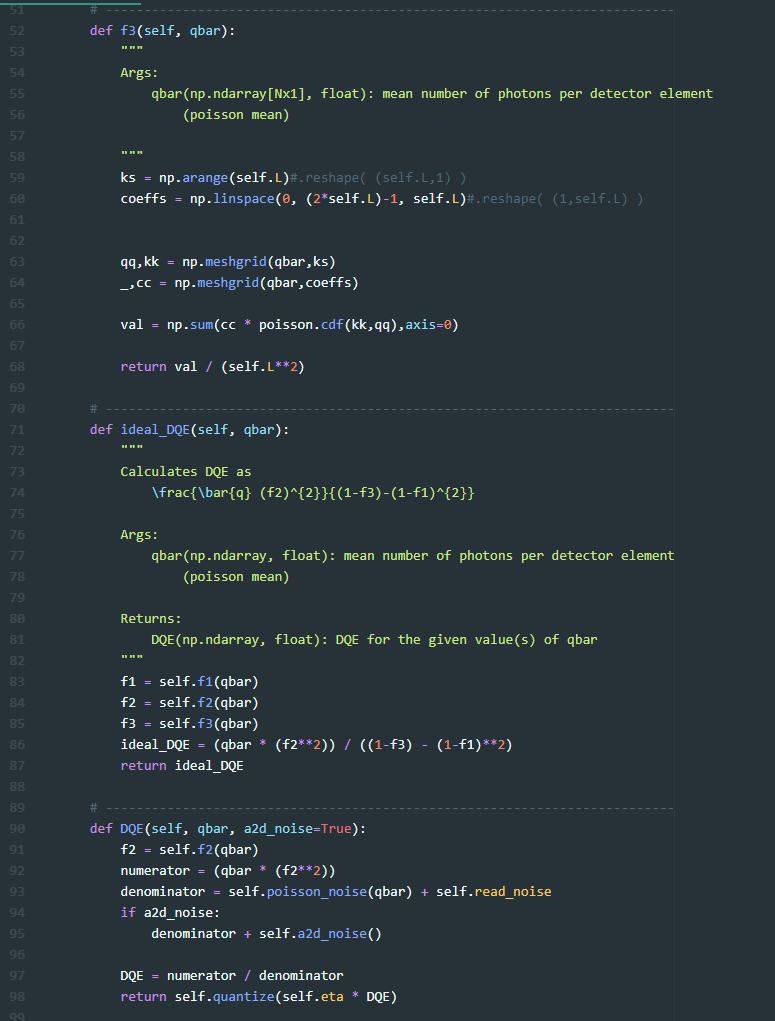 51 # --------------------------------------------------------------------------
52 def f3(self, qbar):
53 """
54 Args:
55 qbar(np.ndarray[Nx1], float): mean number of photons per detector element
56 (poisson mean)
57
58 """
59 ks = np.arange(self.L)#.reshape( (self.L,1) )
60 coeffs = np.linspace(0, (2*self.L)-1, self.L)#.reshape( (1,self.L) )
61
62
63 qq,kk = np.meshgrid(qbar,ks)
64 _,cc = np.meshgrid(qbar,coeffs)
65
66 val = np.sum(cc * poisson.cdf(kk,qq),axis=0)
67
68 return val / (self.L**2)
69
70 # --------------------------------------------------------------------------
71 def ideal_DQE(self, qbar):
72 """
73 Calculates DQE as
74 \frac{\bar{q} (f2)^{2}}{(1-f3)-(1-f1)^{2}}
75
76 Args:
77 qbar(np.ndarray, float): mean number of photons per detector element
78 (poisson mean)
79
80 Returns:
81 DQE(np.ndarray, float): DQE for the given value(s) of qbar
82 """
83 f1 = self.f1(qbar)
84 f2 = self.f2(qbar)
85 f3 = self.f3(qbar)
86 ideal_DQE = (qbar * (f2**2)) / ((1-f3) - (1-f1)**2)
87 return ideal_DQE
88
89 # --------------------------------------------------------------------------
90 def DQE(self, qbar, a2d_noise=True):
91 f2 = self.f2(qbar)
92 numerator = (qbar * (f2**2))
93 denominator = self.poisson_noise(qbar) + self.read_noise
94 if a2d_noise:
95 denominator + self.a2d_noise()
96
97 DQE = numerator / denominator
98 return self.quantize(self.eta * DQE)
99